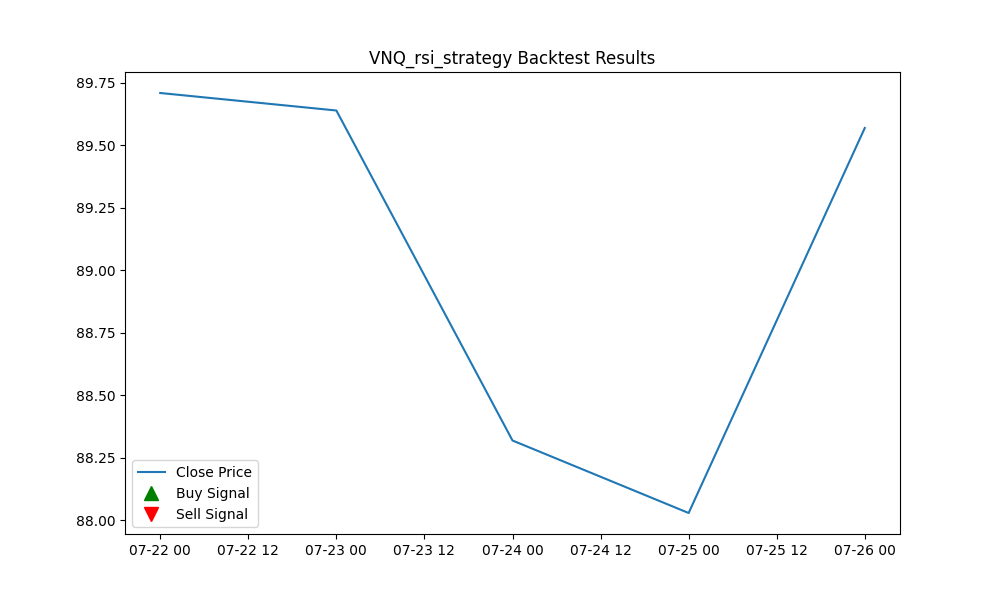 VNQ_rsi_strategy Backtest Results
89.75
89.50
89.25
89.00
88.75
88.50
88.25
88.00
Close Price
Buy Signal
Sell Signal
07-22 00 07-22 12 07-23 00 07-23 12 07-24 00 07-24 12 07-25 00 07-25 12 07-26 00